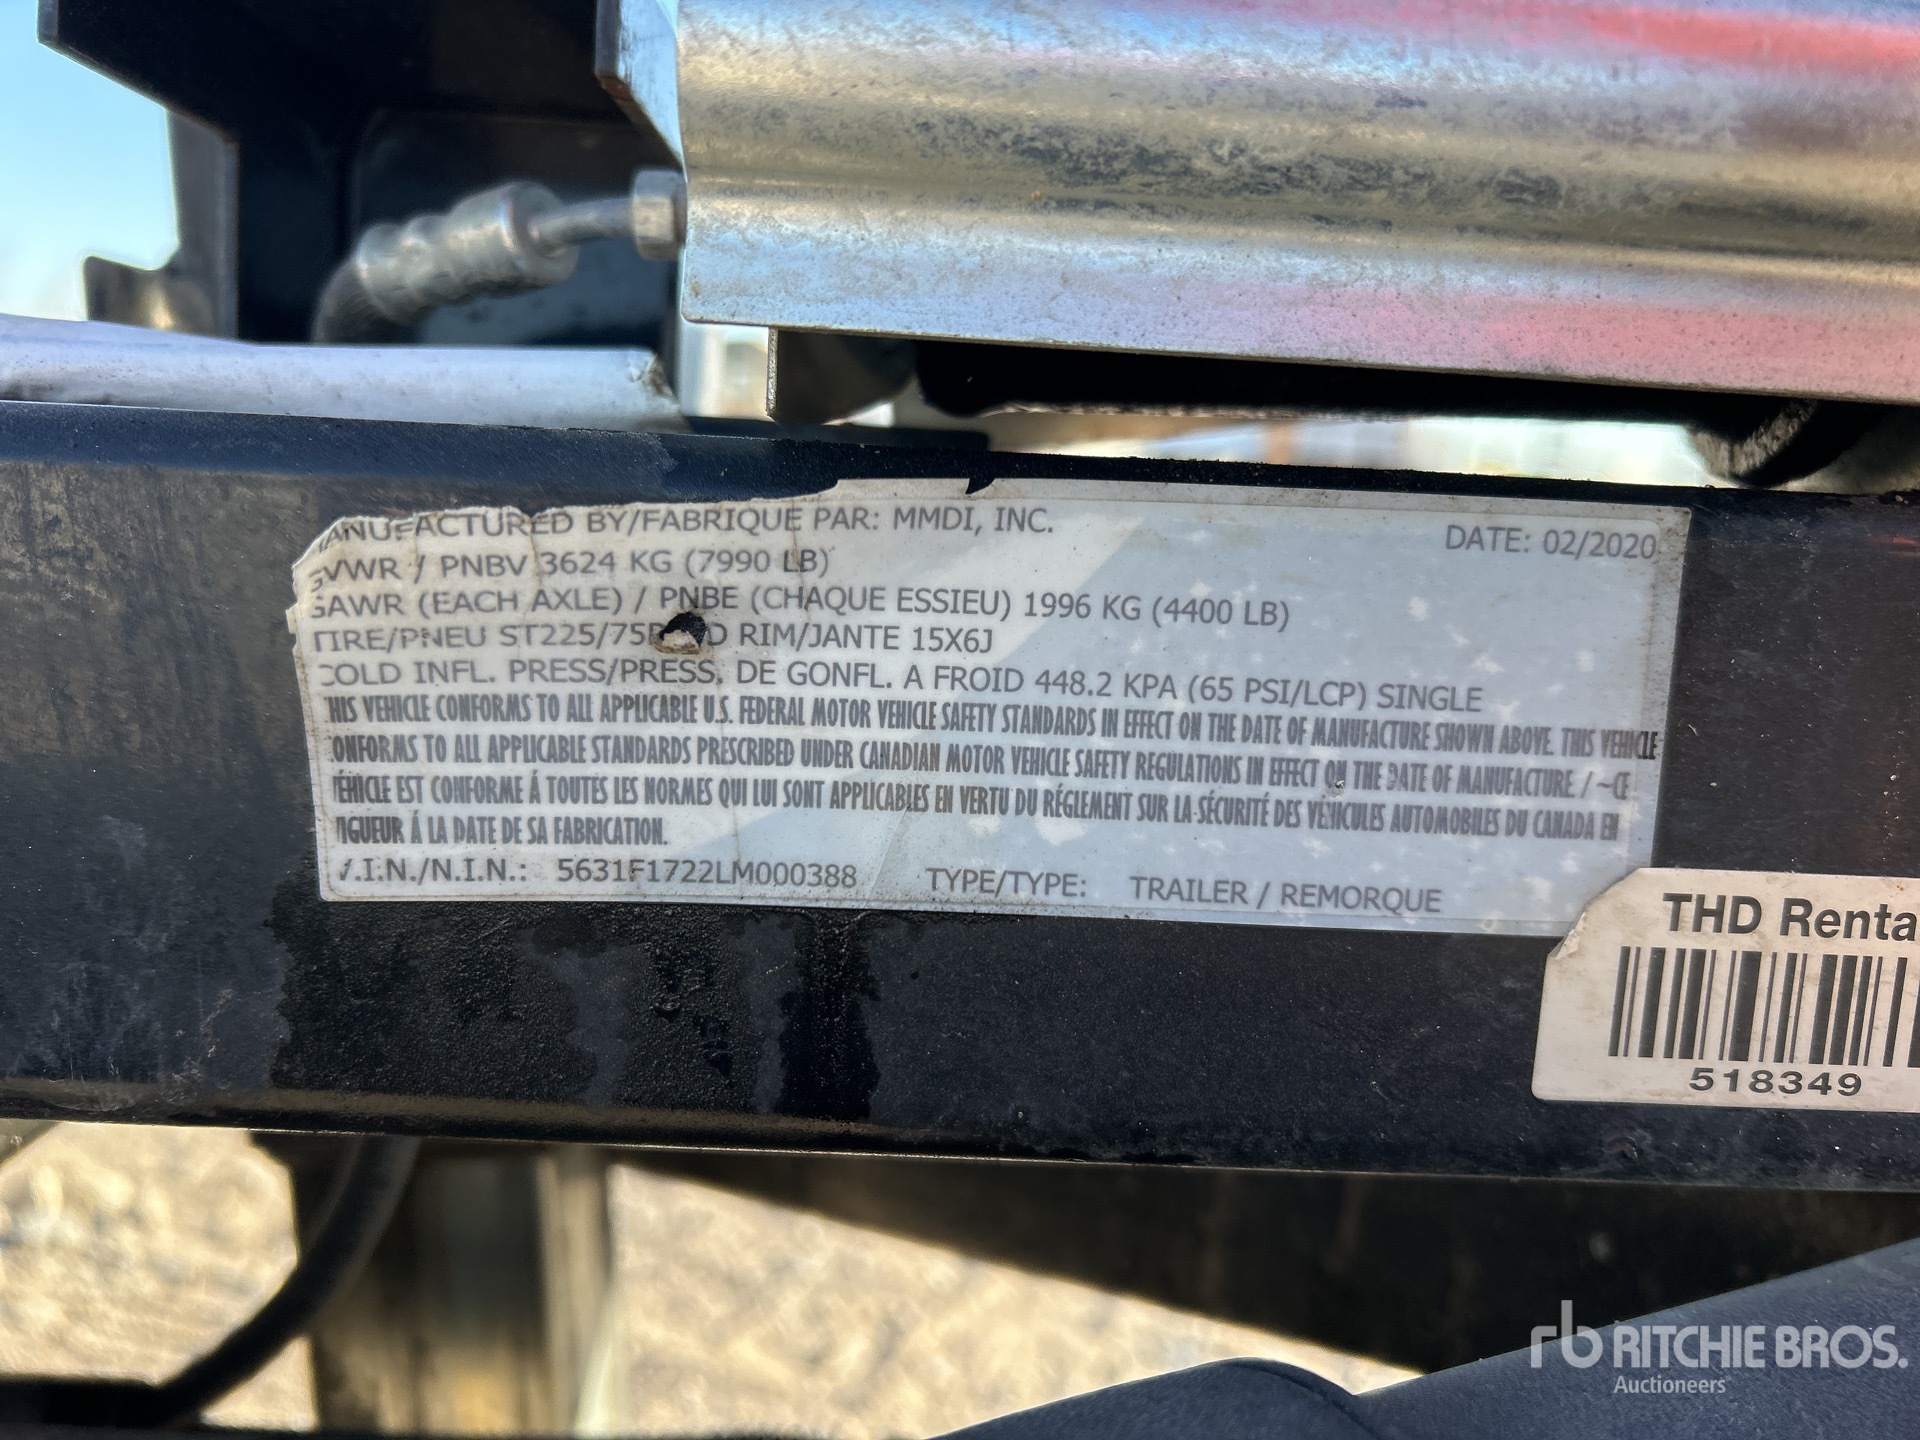 MANUFACTURED BY/FABRIQUE PAR: MMDI, INC.
DATE: 02/2020
GVWR / PNBV 3624 KG (7990 LB)
GAWR (EACH AXLE) / PNBE (CHAQUE ESSIEU) 1996 KG (4400 LB)
TIRE/PNEU ST225/75 D RIM/JANTE 15X6J
COLD INFL. PRESS/PRESS. DE GONFL. A FROID 448.2 KPA (65 PSI/LCP) SINGLE
THIS VEHICLE CONFORMS TO ALL APPLICABLE U.S. FEDERAL MOTOR VEHICLE SAFETY STANDARDS IN EFFECT ON THE DATE OF MANUFACTURE SHOWN ABOVE. THIS VEHICLE
CONFORMS TO ALL APPLICABLE STANDARDS PRESCRIBED UNDER CANADIAN MOTOR VEHICLE SAFETY REGULATIONS IN EFFECT ON THE DATE OF MANUFACTURE. / ~CE
VÉHICLE EST CONFORME Á TOUTES LES NORMES QUI LUI SONT APPLICABLES EN VERTU DU RÉGLEMENT SUR LA SÉCURITÉ DES VÉHICULES AUTOMOBILES DU CANADA EN
VIGUEUR Á LA DATE DE SA FABRICATION.
V.I.N./N.I.N.: 5631F1722LM000388 TYPE/TYPE: TRAILER / REMORQUE
THD Renta
518349
rb RITCHIE BROS.
Auctioneers